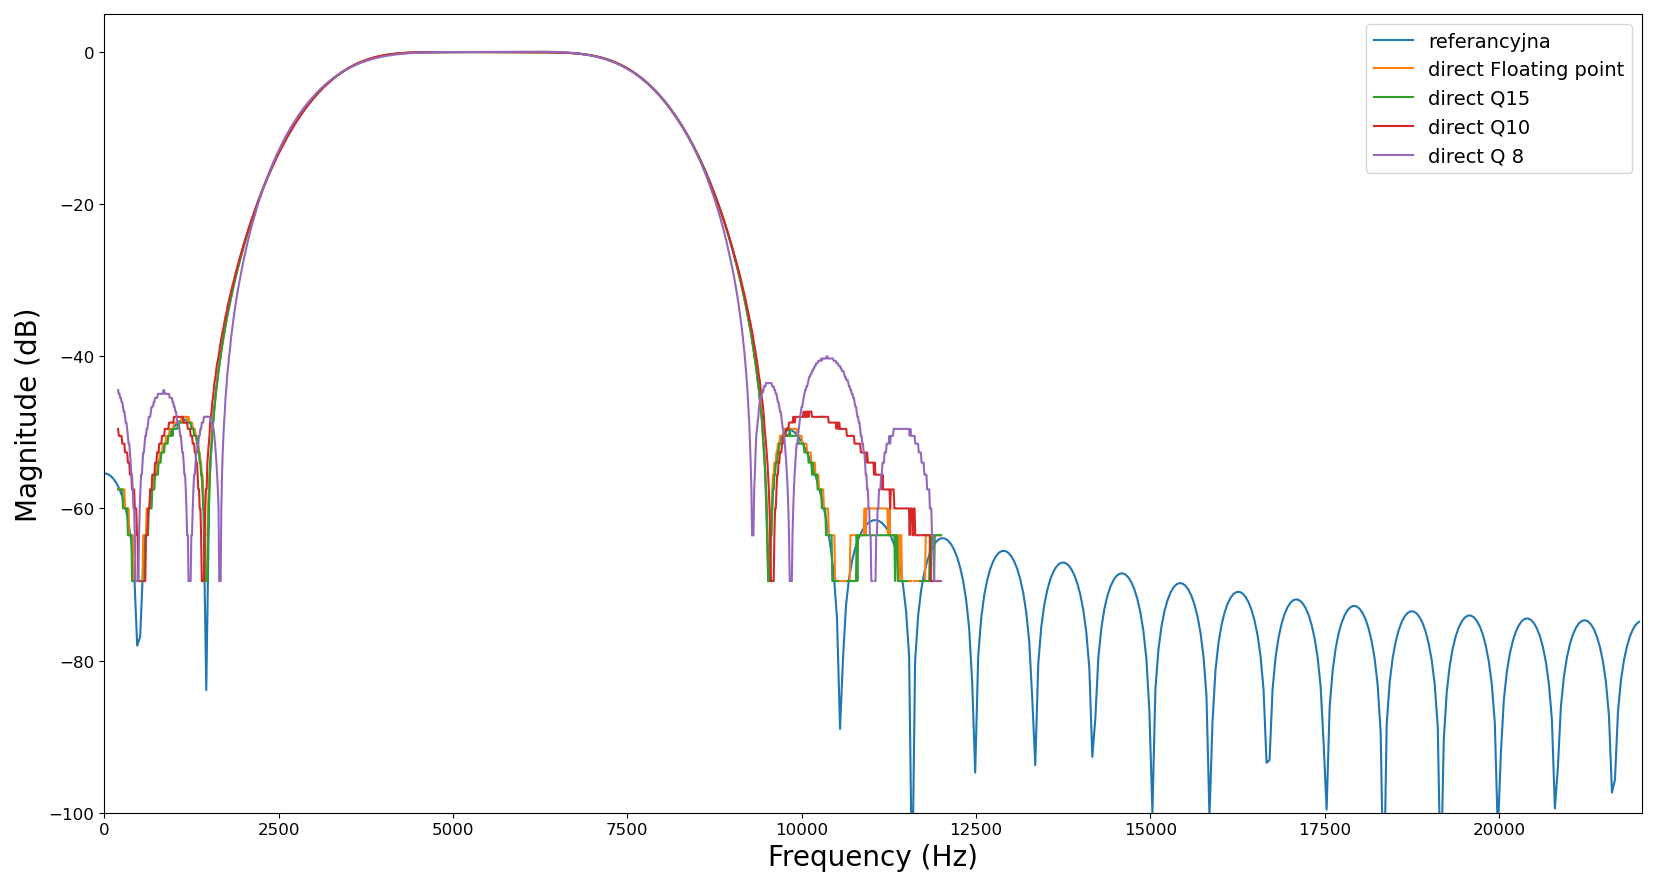 referancyjna
direct Floating point
direct Q15
direct Q10
direct Q 8
Magnitude (dB)
0
−20
−40
−60
−80
−100
0 2500 5000 7500 10000 12500 15000 17500 20000
Frequency (Hz)